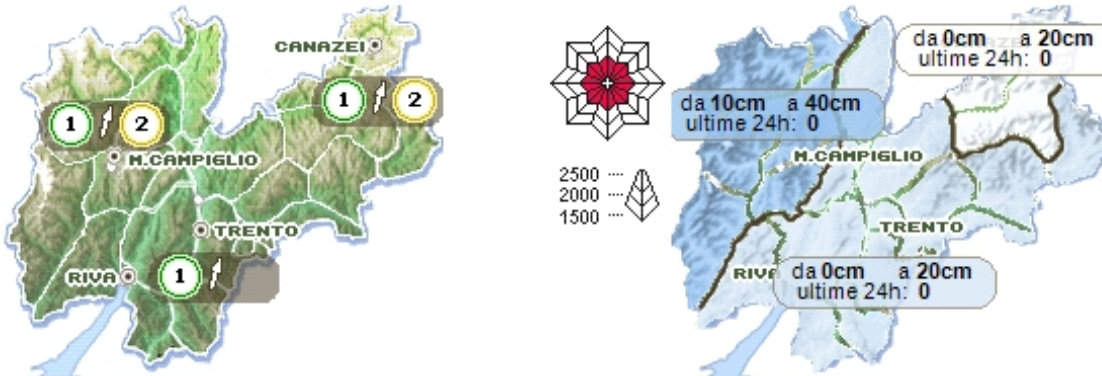 CANAZEI
1 2
1 2
M.CAMPIGLIO
TRENTO
RIVA
1
da 0cm a 20cm
ultime 24h: 0
da 10cm a 40cm
ultime 24h: 0
M.CAMPIGLIO
2500
2000
1500
TRENTO
RIVA
da 0cm a 20cm
ultime 24h: 0